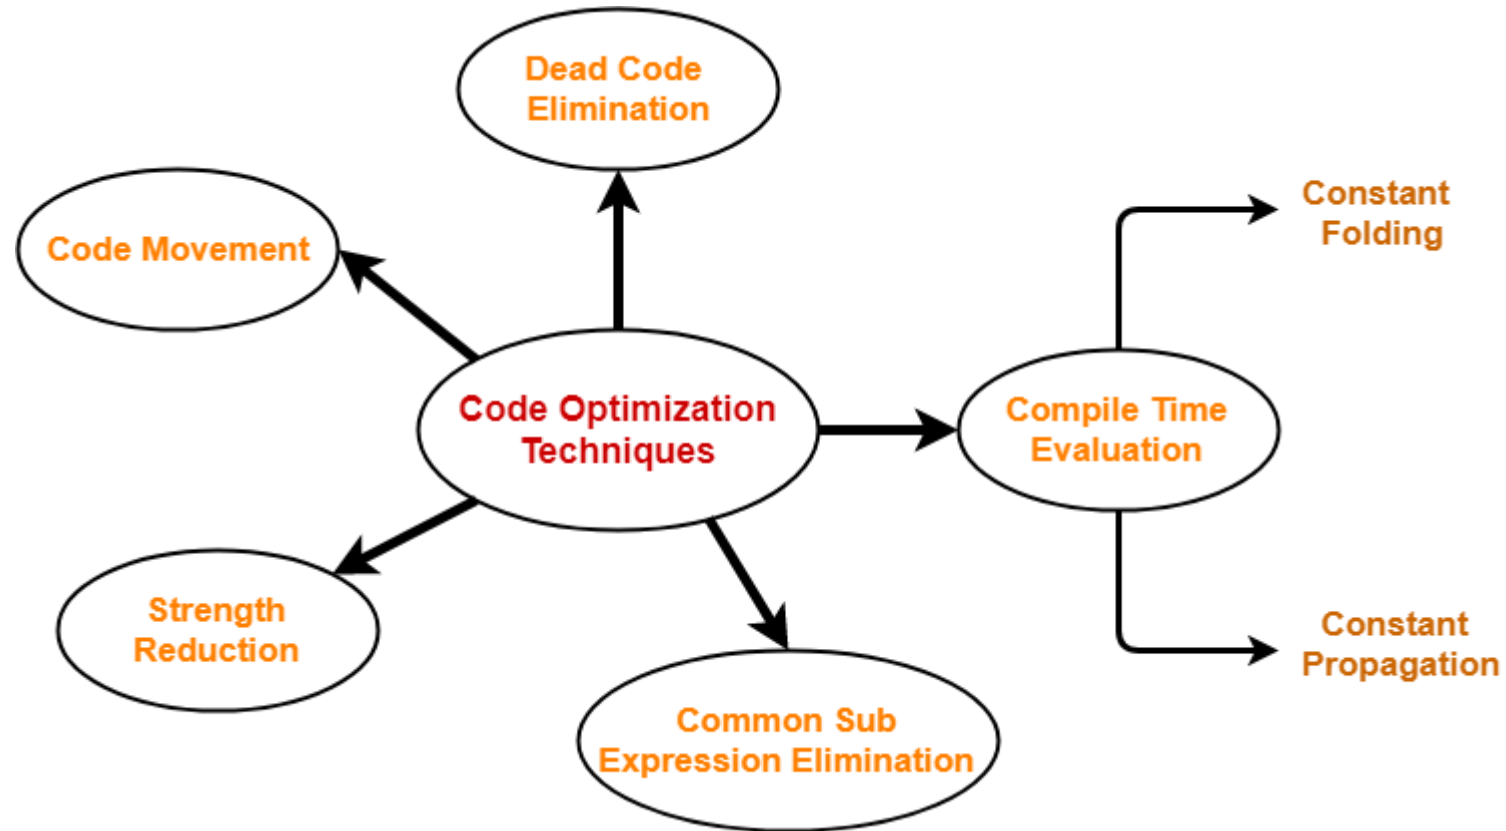 Dead Code
Elimination
Code Movement
Constant
Folding
Code Optimization
Techniques
Compile Time
Evaluation
Strength
Reduction
Constant
Propagation
Common Sub
Expression Elimination